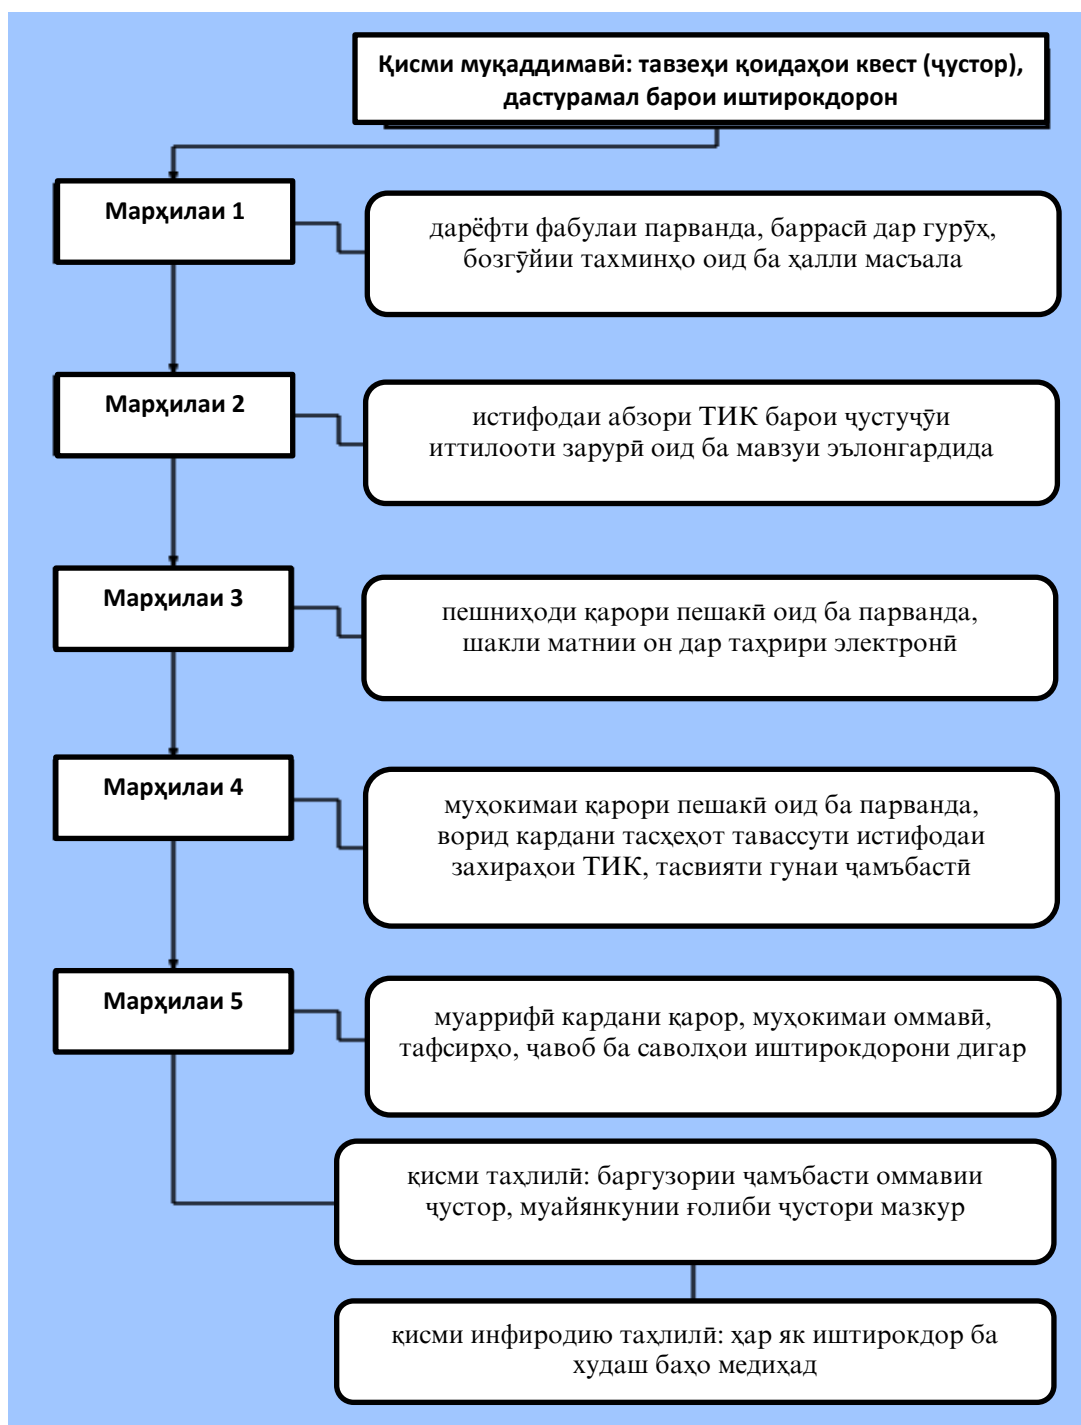 Қисми муқаддимавӣ: тавзеҳи қоидаҳои квест (ҷустор),
дастурамал барои иштирокдорон
Марҳилаи 1
дарёфти фабулаи парванда, баррасӣ дар гурӯҳ,
бозгӯйии тахминҳо оид ба ҳалли масъала
Марҳилаи 2
истифодаи абзори ТИК барои ҷустуҷӯи
иттилооти зарурӣ оид ба мавзуи эълонгардида
Марҳилаи 3
пешниҳоди қарори пешакӣ оид ба парванда,
шакли матнии он дар таҳрири электронӣ
Марҳилаи 4
муҳокимаи қарори пешакӣ оид ба парванда,
ворид кардани тасҳеҳот тавассути истифодаи
захираҳои ТИК, тасвияти гунаи ҷамъбастӣ
Марҳилаи 5
муаррифӣ кардани қарор, муҳокимаи оммавӣ,
тафсирҳо, ҷавоб ба саволҳои иштирокдорони дигар
қисми таҳлилӣ: баргузории ҷамъбасти оммавии
ҷустор, муайянкунии ғолиби ҷустори мазкур
қисми инфиродию таҳлилӣ: ҳар як иштирокдор ба
худаш баҳо медиҳад